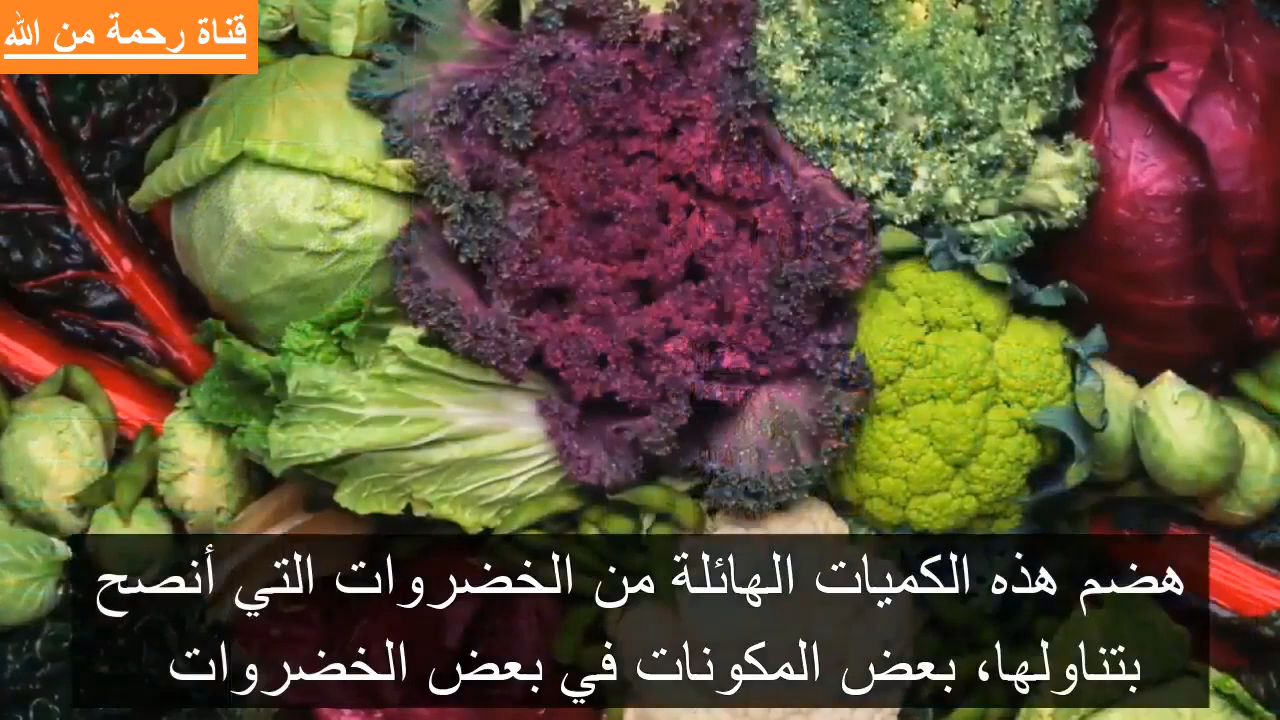 قناة رحمة من الله
هضم هذه الكميات الهائلة من الخضروات التي أنصح
بتناولها، بعض المكونات في بعض الخضروات